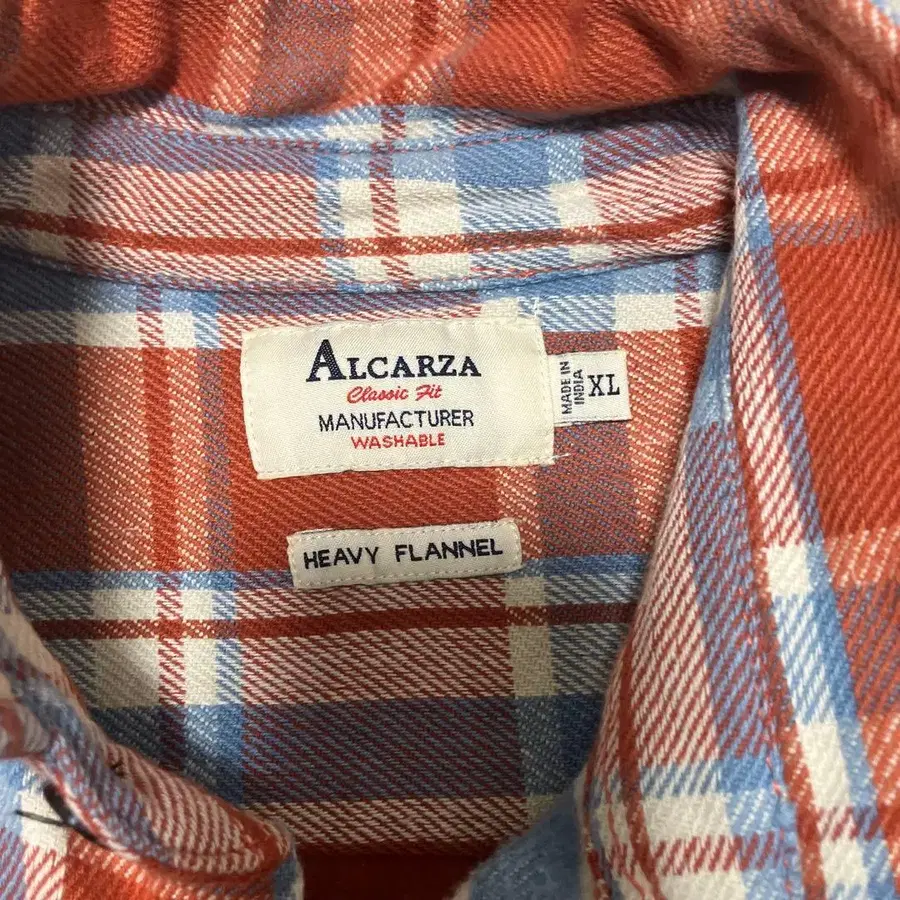 ALCARZA
Classic Fit
MANUFACTURER
WASHABLE
MADE IN
INDIA
XL
HEAVY FLANNEL